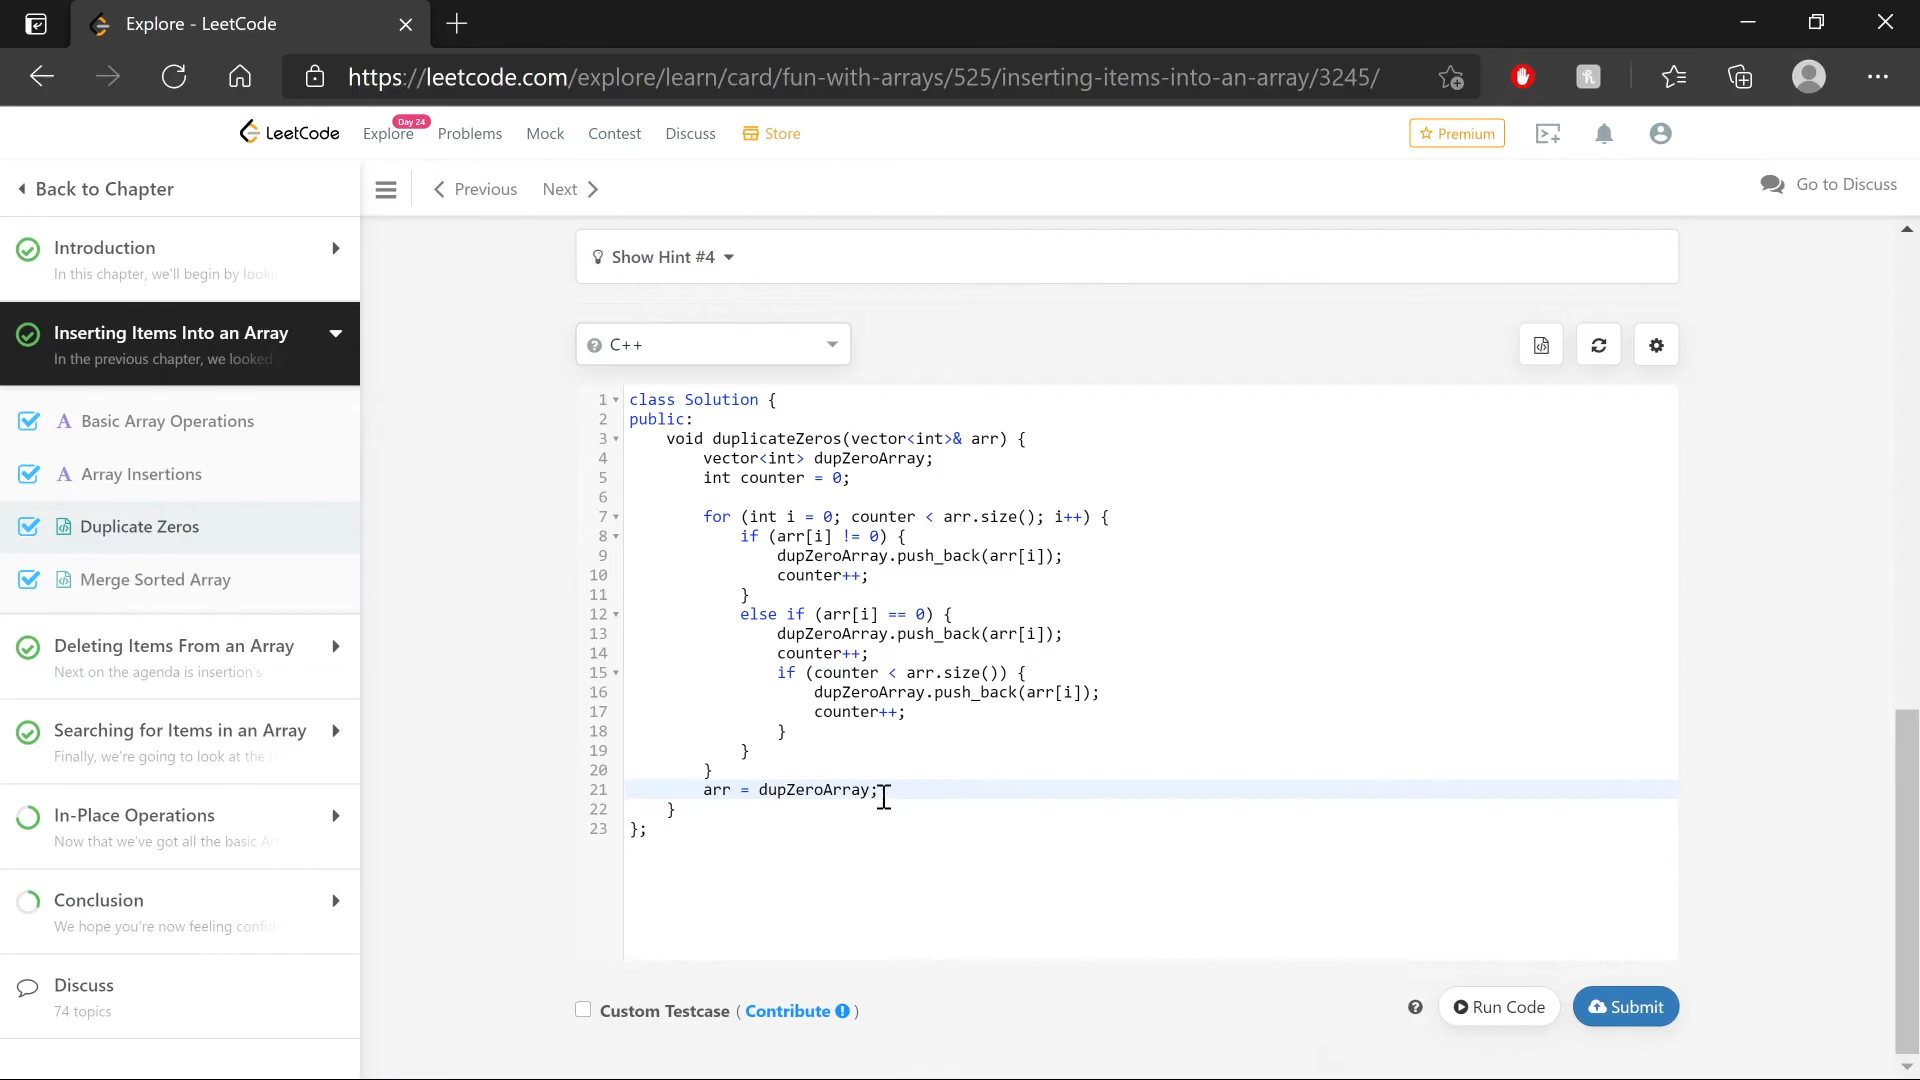 Explore - LeetCode
https://leetcode.com/explore/learn/card/fun-with-arrays/525/inserting-items-into-an-array/3245/
LeetCode Explore Day 24 Problems Mock Contest Discuss Store Premium
Back to Chapter
Previous Next
Go to Discuss
Introduction
In this chapter, we'll begin by
Inserting Items Into an Array
In the previous chapter, we looked
Basic Array Operations
Array Insertions
Duplicate Zeros
Merge Sorted Array
Deleting Items From an Array
Next on the agenda is insertion's
Searching for Items in an Array
Finally, we're going to look at the
In-Place Operations
Now that we've got all the basic
Conclusion
We hope you're now feeling
Discuss
74 topics
Show Hint #4
C++
1 class Solution {
2 public:
3 void duplicateZeros(vector<int>& arr) {
4 vector<int> dupZeroArray;
5 int counter = 0;
6
7 for (int i = 0; counter < arr.size(); i++) {
8 if (arr[i] != 0) {
9 dupZeroArray.push_back(arr[i]);
10 counter++;
11 }
12 else if (arr[i] == 0) {
13 dupZeroArray.push_back(arr[i]);
14 counter++;
15 if (counter < arr.size()) {
16 dupZeroArray.push_back(arr[i]);
17 counter++;
18 }
19 }
20 }
21 arr = dupZeroArray;
22 }
23 };
Custom Testcase ( Contribute )
Run Code
Submit